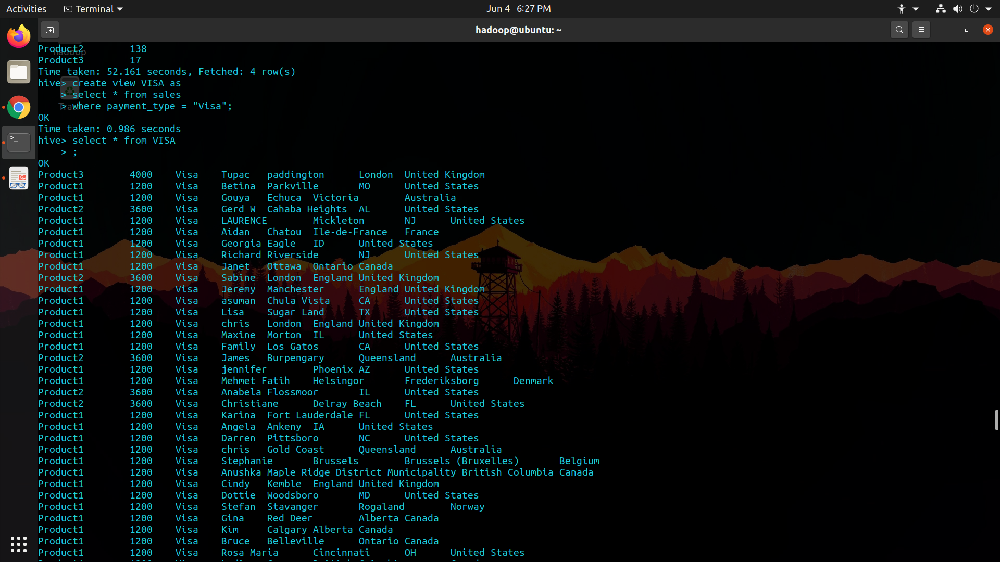 Activities Terminal Jun 4 6:27 PM
hadoop@ubuntu: ~
hadoop
Trash
Product2 138
Product3 17
Time taken: 52.161 seconds, Fetched: 4 row(s)
hive> create view VISA as
> select * from sales
> where payment_type = "Visa";
OK
Time taken: 0.986 seconds
hive> select * from VISA
> ;
OK
Product3 4000 Visa Tupac paddington London United Kingdom
Product1 1200 Visa Betina Parkville MO United States
Product1 1200 Visa Gouya Echuca Victoria Australia
Product2 3600 Visa Gerd W Cahaba Heights AL United States
Product1 1200 Visa LAURENCE Mickleton NJ United States
Product1 1200 Visa Aidan Chatou Ile-de-France France
Product1 1200 Visa Georgia Eagle ID United States
Product1 1200 Visa Richard Riverside NJ United States
Product1 1200 Visa Janet Ottawa Ontario Canada
Product2 3600 Visa Sabine London England United Kingdom
Product1 1200 Visa Jeremy Manchester England United Kingdom
Product1 1200 Visa asuman Chula Vista CA United States
Product1 1200 Visa Lisa Sugar Land TX United States
Product1 1200 Visa chris London England United Kingdom
Product1 1200 Visa Maxine Morton IL United States
Product1 1200 Visa Family Los Gatos CA United States
Product2 3600 Visa James Burpengary Queensland Australia
Product1 1200 Visa jennifer Phoenix AZ United States
Product1 1200 Visa Mehmet Fatih Helsingor Frederiksborg Denmark
Product2 3600 Visa Anabela Flossmoor IL United States
Product2 3600 Visa Christiane Delray Beach FL United States
Product1 1200 Visa Karina Fort Lauderdale FL United States
Product1 1200 Visa Angela Ankeny IA United States
Product1 1200 Visa Darren Pittsboro NC United States
Product1 1200 Visa chris Gold Coast Queensland Australia
Product1 1200 Visa Stephanie Brussels Brussels (Bruxelles) Belgium
Product1 1200 Visa Anushka Maple Ridge District Municipality British Columbia Canada
Product1 1200 Visa Cindy Kemble England United Kingdom
Product1 1200 Visa Dottie Woodsboro MD United States
Product1 1200 Visa Stefan Stavanger Rogaland Norway
Product1 1200 Visa Gina Red Deer Alberta Canada
Product1 1200 Visa Kim Calgary Alberta Canada
Product1 1200 Visa Bruce Belleville Ontario Canada
Product1 1200 Visa Rosa Maria Cincinnati OH United States